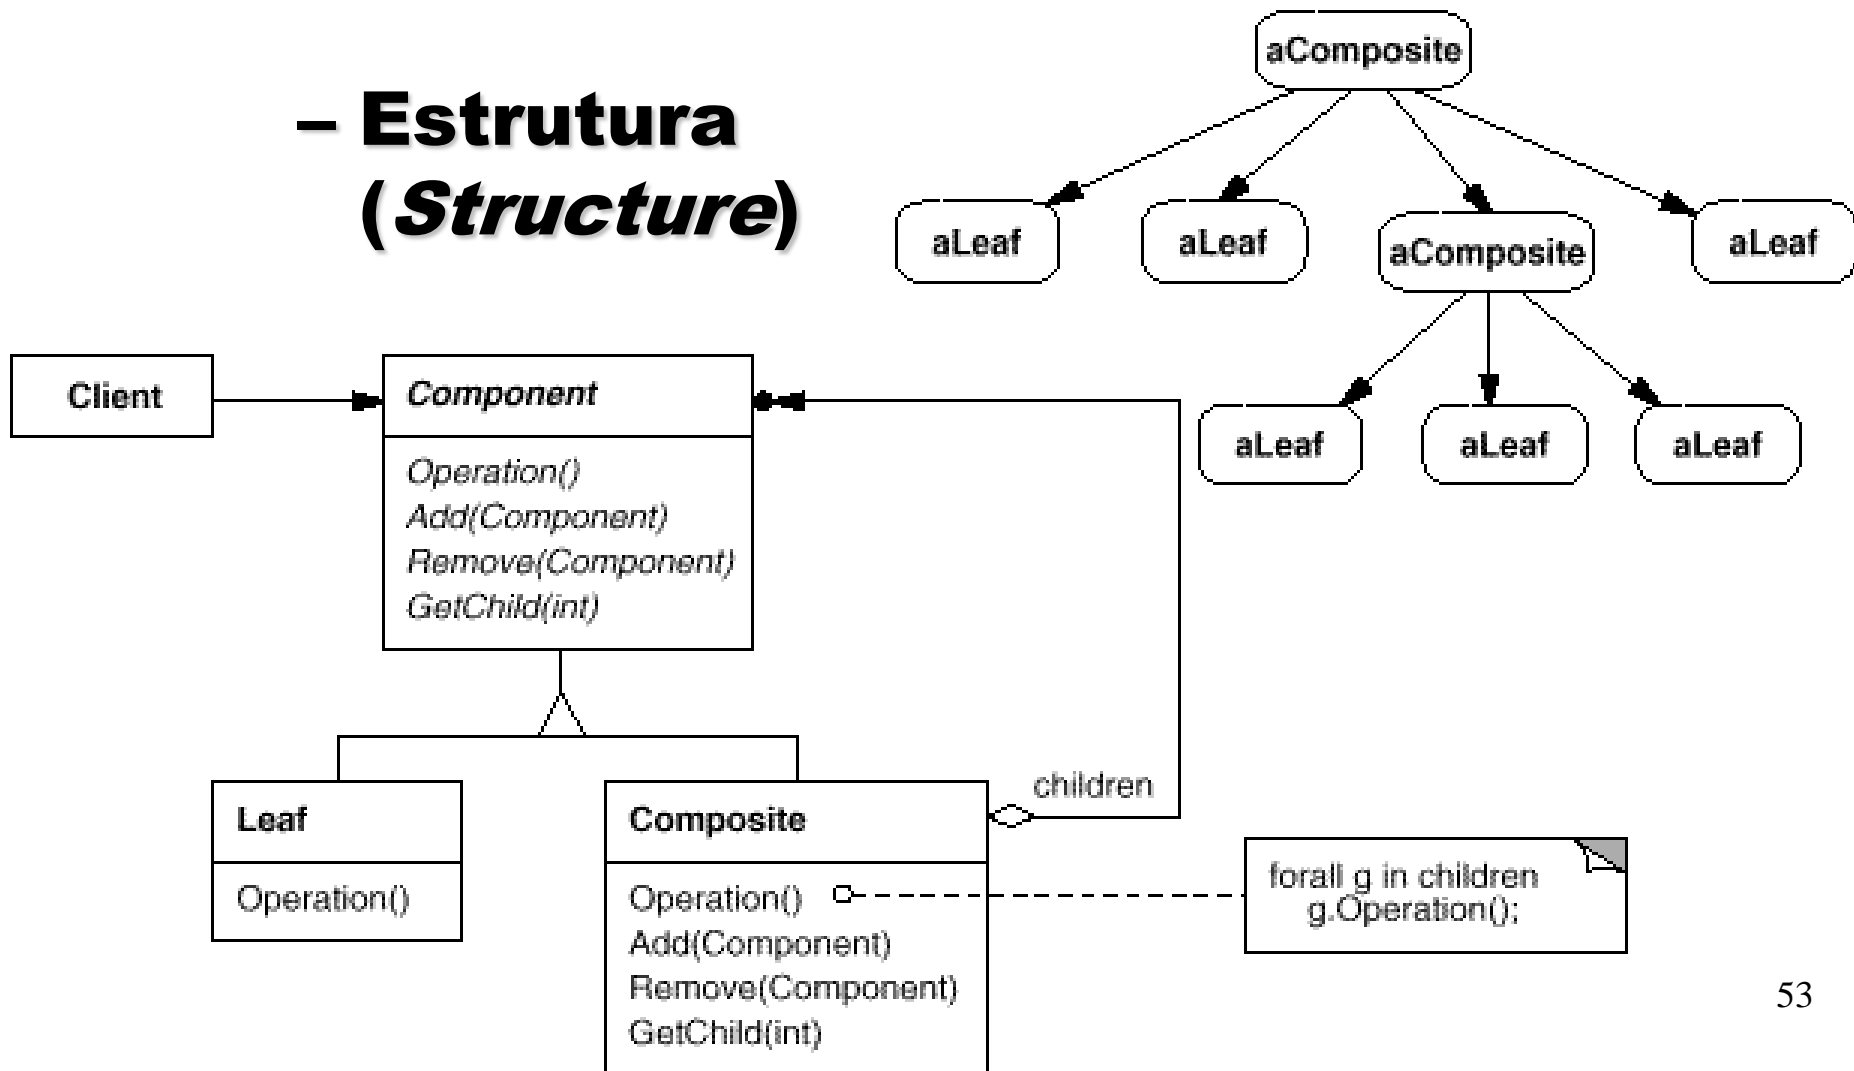 – Estrutura
(Structure)
aComposite
aLeaf
aLeaf
aComposite
aLeaf
aLeaf
aLeaf
aLeaf
Client
Component
Operation()
Add(Component)
Remove(Component)
GetChild(int)
Leaf
Operation()
Composite
Operation()
Add(Component)
Remove(Component)
GetChild(int)
children
forall g in children
g.Operation();
53